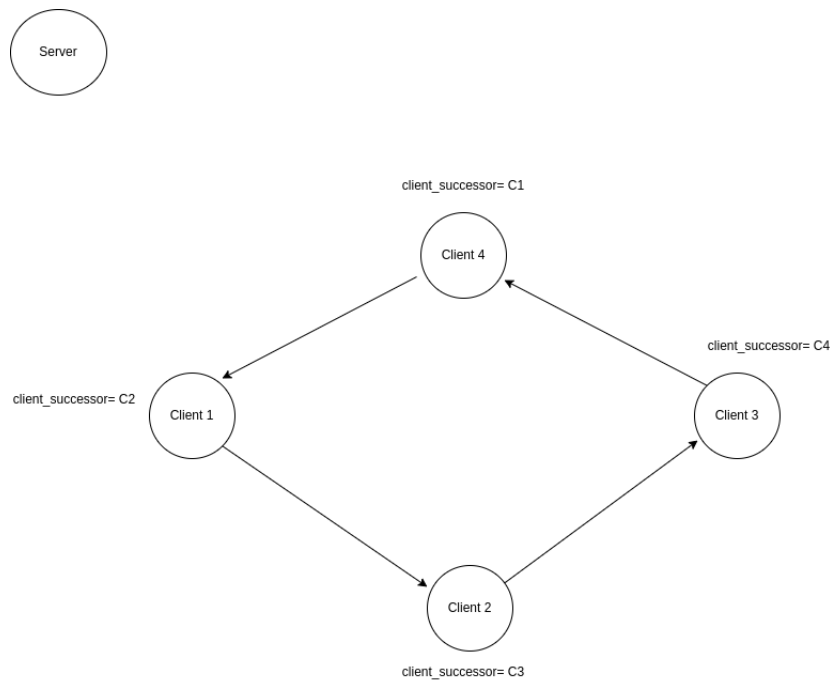 Server
client_successor= C1
Client 4
client_successor= C4
client_successor= C2
Client 1
Client 3
Client 2
client_successor= C3